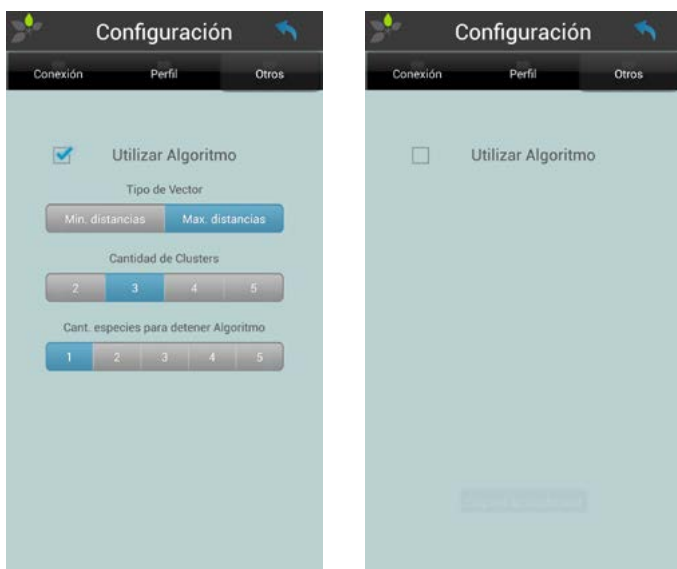 Configuración
Conexión Perfil Otros
Utilizar Algoritmo
Tipo de Vector
Min. distancias Max. distancias
Cantidad de Clusters
2 3 4 5
Cant. especies para detener Algoritmo
1 2 3 4 5
Configuración
Conexión Perfil Otros
Utilizar Algoritmo